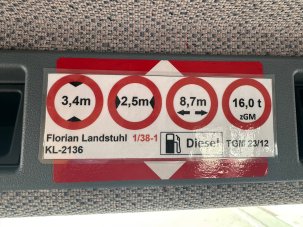 3,4m 2,5m 8,7m 16,0 t
zGM
Florian Landstuhl 1/38-1 Diesel TGM 23/12
KL-2136